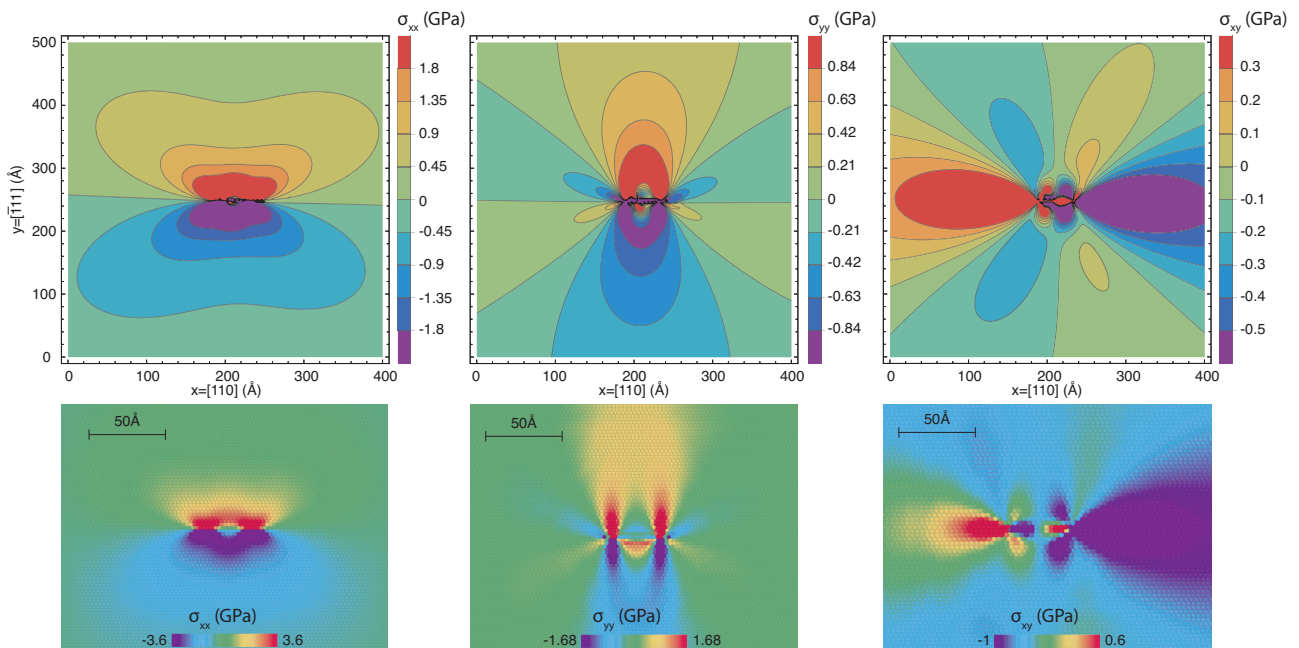 σxx (GPa)
σyy (GPa)
σxy (GPa)
500
400
300
200
100
0
y=[1̅11] (Å)
0 100 200 300 400
x=[110] (Å)
1.8
1.35
0.9
0.45
0
-0.45
-0.9
-1.35
-1.8
0 100 200 300 400
x=[110] (Å)
0.84
0.63
0.42
0.21
0
-0.21
-0.42
-0.63
-0.84
0 100 200 300 400
x=[110] (Å)
0.3
0.2
0.1
0
-0.1
-0.2
-0.3
-0.4
-0.5
50Å
σxx (GPa)
-3.6 3.6
50Å
σyy (GPa)
-1.68 1.68
50Å
σxy (GPa)
-1 0.6